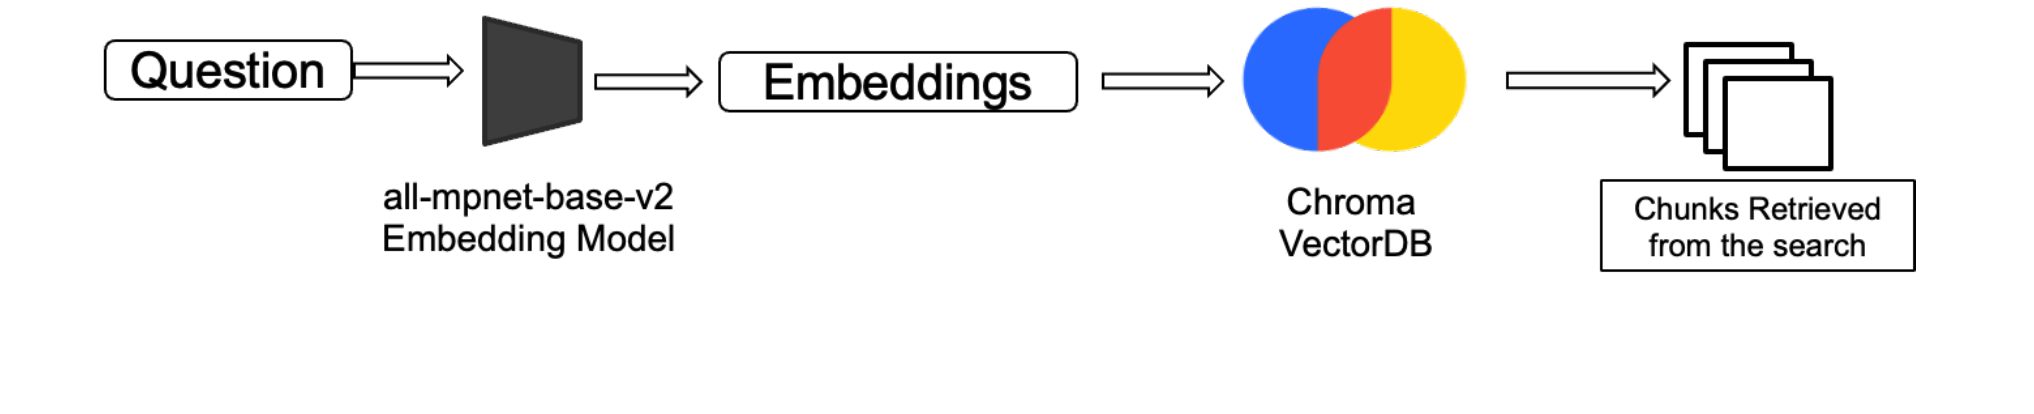 Question
Embeddings
all-mpnet-base-v2
Embedding Model
Chroma
VectorDB
Chunks Retrieved
from the search